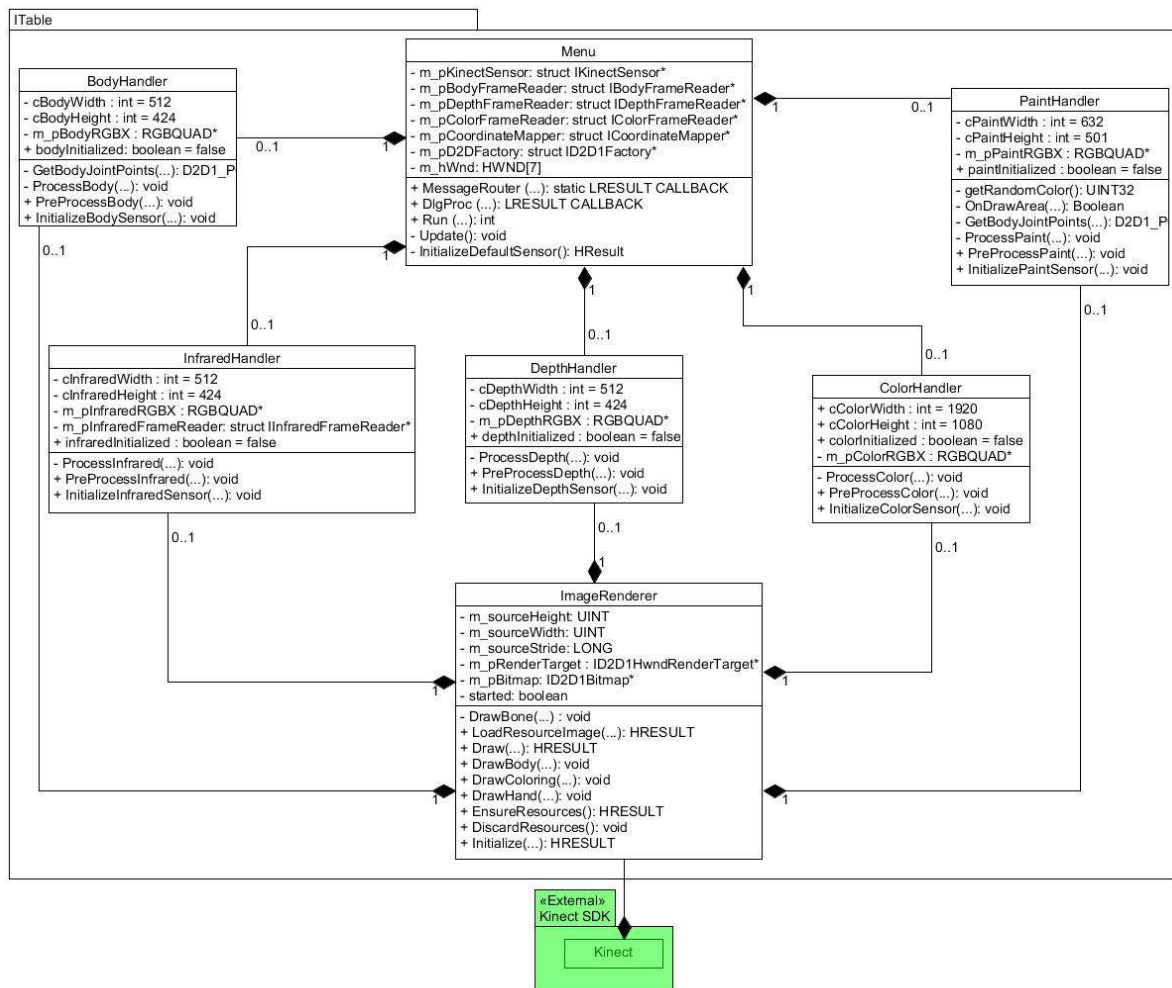 ITable
BodyHandler
- cBodyWidth : int = 512
- cBodyHeight : int = 424
- m_pBodyRGBX : RGBQUAD*
+ bodyInitialized: boolean = false
- GetBodyJointPoints(...): D2D1_P
- ProcessBody(...): void
+ PreProcessBody(...): void
+ InitializeBodySensor(...): void
0..1
1
0..1
Menu
- m_pKinectSensor: struct IKinectSensor*
- m_pBodyFrameReader: struct IBodyFrameReader*
- m_pDepthFrameReader: struct IDepthFrameReader*
- m_pColorFrameReader: struct IColorFrameReader*
- m_pCoordinateMapper: struct ICoordinateMapper*
- m_pD2DFactory: struct ID2D1Factory*
- m_hWnd: HWND[7]
+ MessageRouter (...): static LRESULT CALLBACK
+ DlgProc (...): LRESULT CALLBACK
+ Run (...): int
- Update(): void
- InitializeDefaultSensor(): HResult
1
0..1
PaintHandler
- cPaintWidth : int = 632
- cPaintHeight : int = 501
- m_pPaintRGBX : RGBQUAD*
+ paintInitialized : boolean = false
- getRandomColor(): UINT32
- OnDrawArea(...): Boolean
- GetBodyJointPoints(...): D2D1_P
- ProcessPaint(...): void
+ PreProcessPaint(...): void
+ InitializePaintSensor(...): void
0..1
1
1
1
0..1
0..1
0..1
InfraredHandler
- cInfraredWidth : int = 512
- cInfraredHeight : int = 424
- m_pInfraredRGBX : RGBQUAD*
- m_pInfraredFrameReader: struct IInfraredFrameReader*
+ infraredInitialized : boolean = false
- ProcessInfrared(...): void
+ PreProcessInfrared(...): void
+ InitializeInfraredSensor(...): void
0..1
DepthHandler
- cDepthWidth : int = 512
- cDepthHeight : int = 424
- m_pDepthRGBX : RGBQUAD*
+ depthInitialized : boolean = false
- ProcessDepth(...): void
+ PreProcessDepth(...): void
+ InitializeDepthSensor(...): void
0..1
1
ColorHandler
+ cColorWidth : int = 1920
+ cColorHeight : int = 1080
+ colorInitialized : boolean = false
- m_pColorRGBX : RGBQUAD*
- ProcessColor(...): void
+ PreProcessColor(...): void
+ InitializeColorSensor(...): void
0..1
ImageRenderer
- m_sourceHeight: UINT
- m_sourceWidth: UINT
- m_sourceStride: LONG
- m_pRenderTarget : ID2D1HwndRenderTarget*
- m_pBitmap: ID2D1Bitmap*
- started: boolean
- DrawBone(...) : void
+ LoadResourceImage(...): HRESULT
+ Draw(...): HRESULT
+ DrawBody(...): void
+ DrawColoring(...): void
+ DrawHand(...): void
+ EnsureResources(): HRESULT
+ DiscardResources(): void
+ Initialize(...): HRESULT
1
1
1
1
«External»
Kinect SDK
Kinect